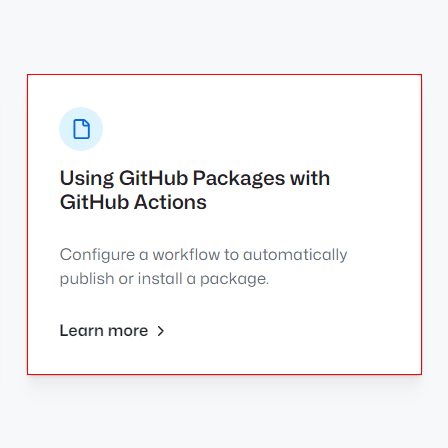 Using GitHub Packages with
GitHub Actions
Configure a workflow to automatically
publish or install a package.
Learn more